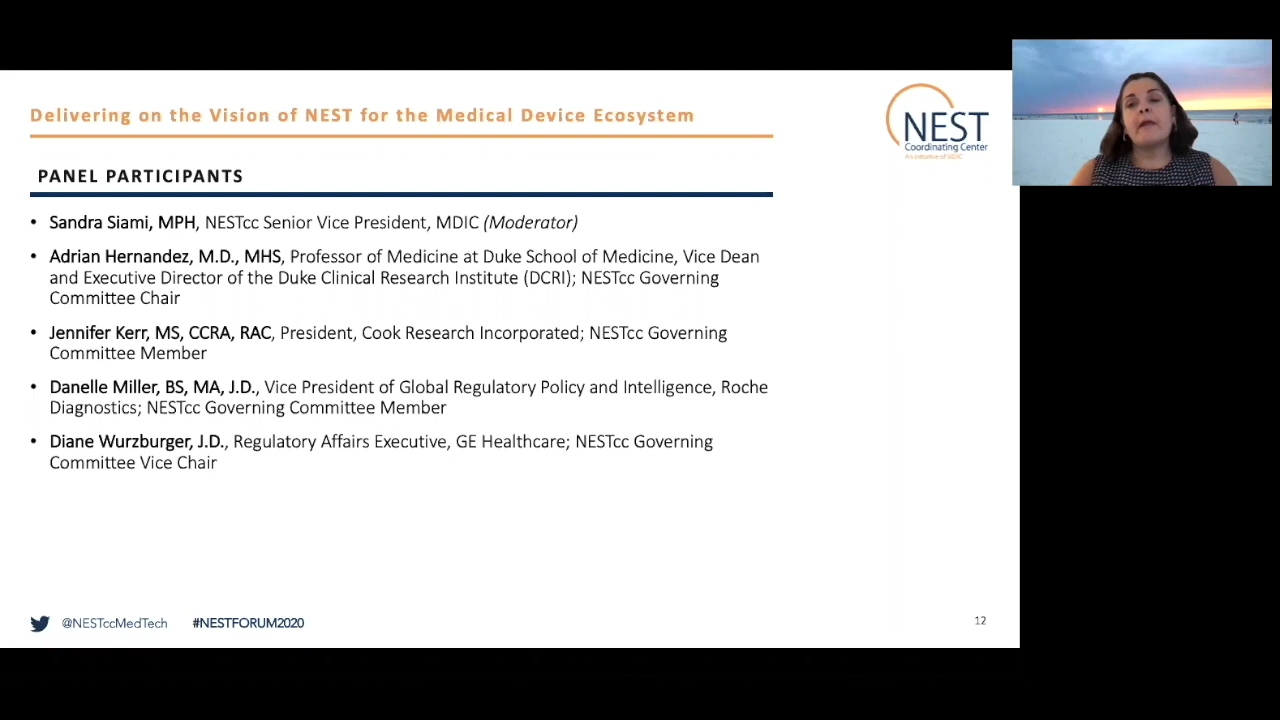 Delivering on the Vision of NEST for the Medical Device Ecosystem
NEST
Coordinating Center
An initiative of MDIC
PANEL PARTICIPANTS
• Sandra Siami, MPH, NESTcc Senior Vice President, MDIC (Moderator)
• Adrian Hernandez, M.D., MHS, Professor of Medicine at Duke School of Medicine, Vice Dean
and Executive Director of the Duke Clinical Research Institute (DCRI); NESTcc Governing
Committee Chair
• Jennifer Kerr, MS, CCRA, RAC, President, Cook Research Incorporated; NESTcc Governing
Committee Member
• Danelle Miller, BS, MA, J.D., Vice President of Global Regulatory Policy and Intelligence, Roche
Diagnostics; NESTcc Governing Committee Member
• Diane Wurzburger, J.D., Regulatory Affairs Executive, GE Healthcare; NESTcc Governing
Committee Vice Chair
@NESTccMedTech #NESTFORUM2020
12